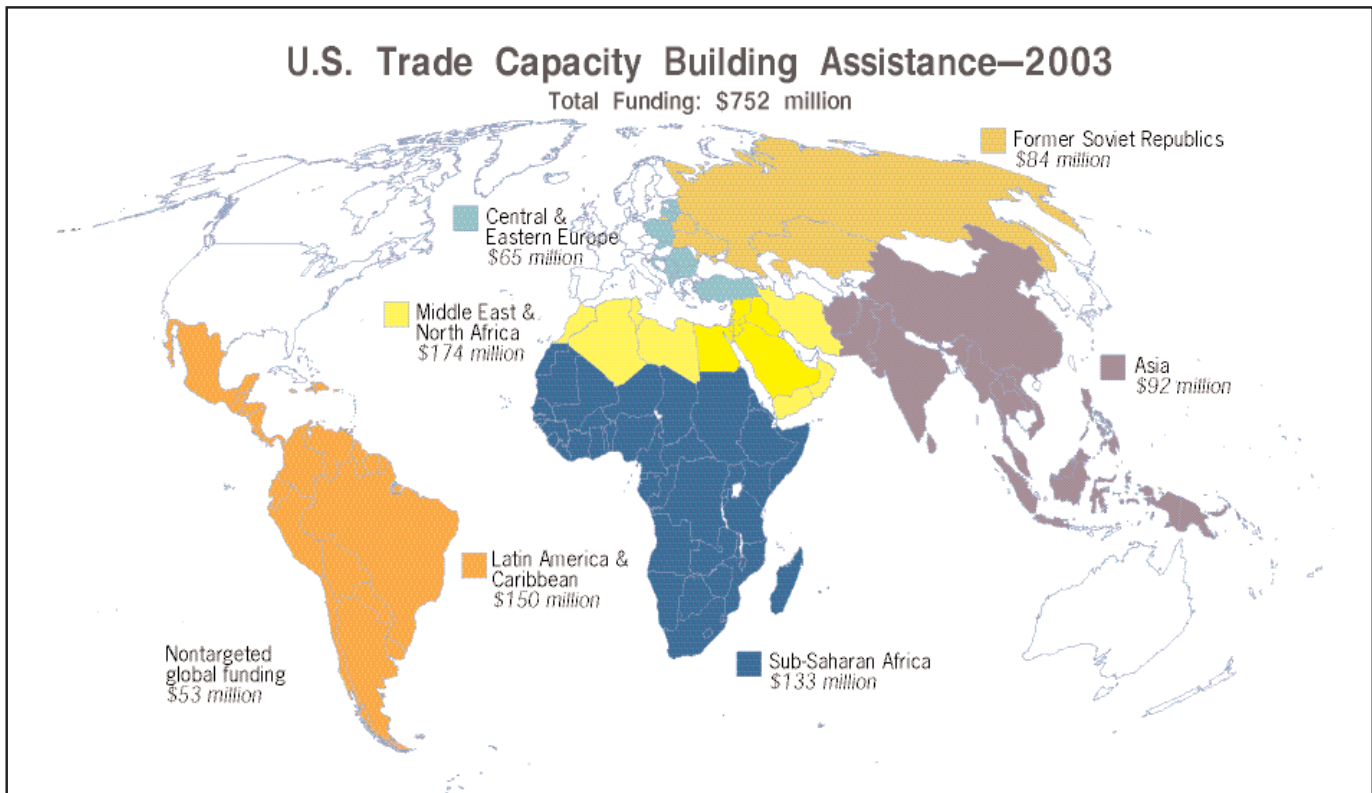 U.S. Trade Capacity Building Assistance—2003
Total Funding: $752 million
Former Soviet Republics
$84 million
Central &
Eastern Europe
$65 million
Middle East &
North Africa
$174 million
Asia
$92 million
Latin America &
Caribbean
$150 million
Nontargeted
global funding
$53 million
Sub-Saharan Africa
$133 million